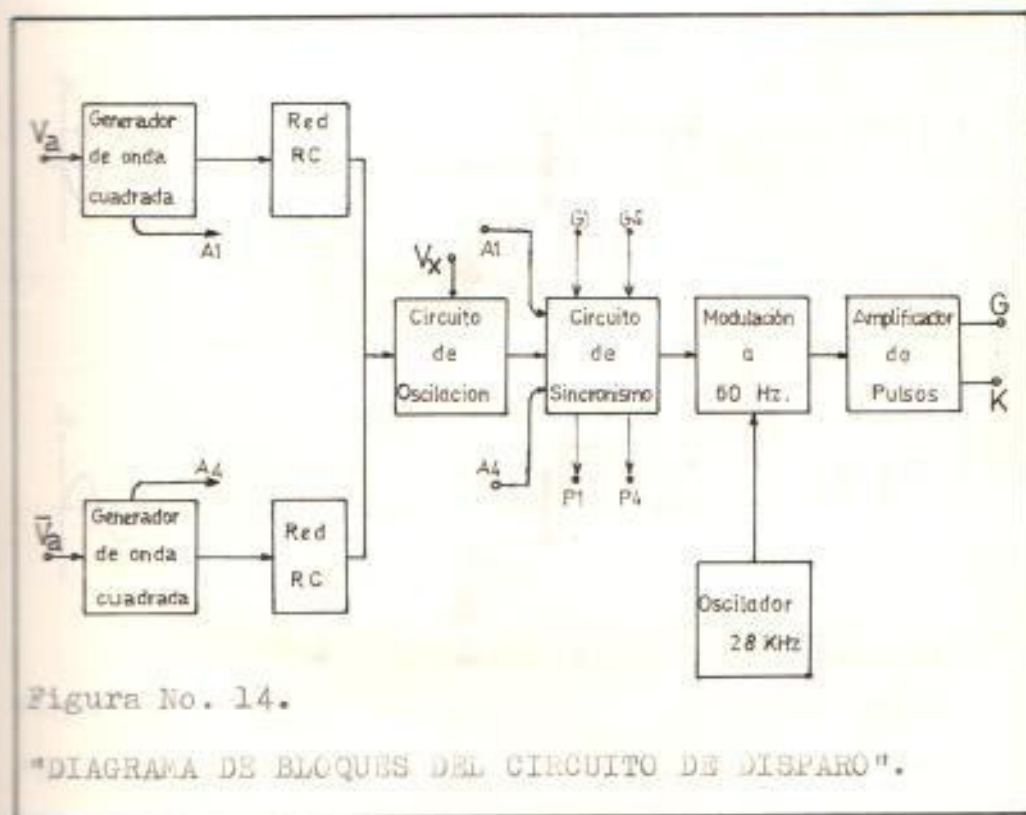 Generador
de onda
cuadrada
A1
Red
RC
Vx
A1
G1
G4
Circuito
de
Oscilacion
Circuito
de
Sincronismo
Modulación
a
60 Hz.
Amplificador
de
Pulsos
G
K
A4
P1
P4
A4
Generador
de onda
cuadrada
Red
RC
Oscilador
28 KHz
Figura No. 14.
"DIAGRAMA DE BLOQUES DEL CIRCUITO DE DISPARO".